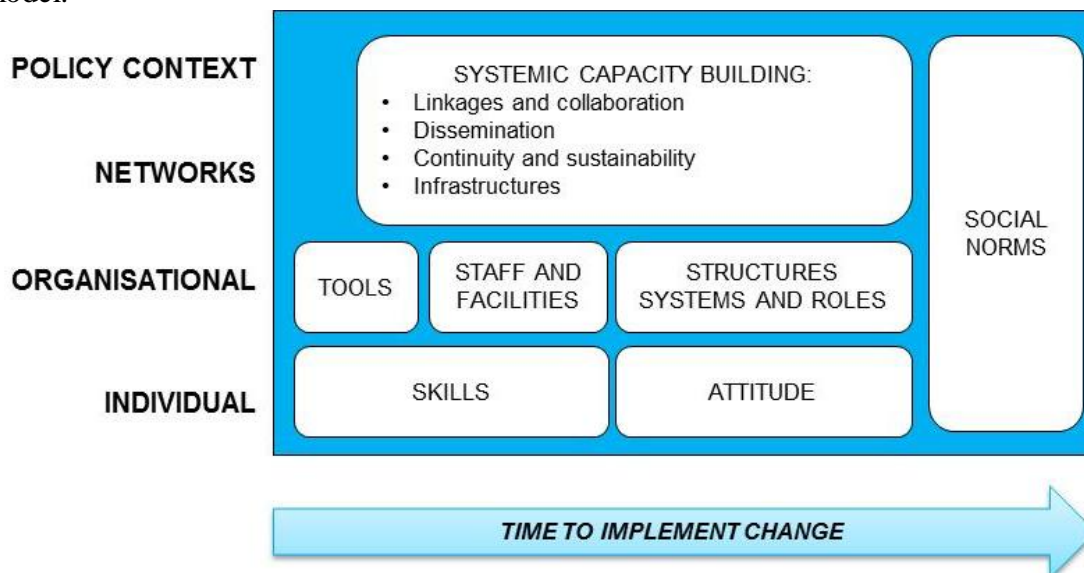 POLICY CONTEXT
NETWORKS
ORGANISATIONAL
INDIVIDUAL
SYSTEMIC CAPACITY BUILDING:
• Linkages and collaboration
• Dissemination
• Continuity and sustainability
• Infrastructures
TOOLS
STAFF AND
FACILITIES
STRUCTURES
SYSTEMS AND ROLES
SKILLS
ATTITUDE
SOCIAL
NORMS
TIME TO IMPLEMENT CHANGE